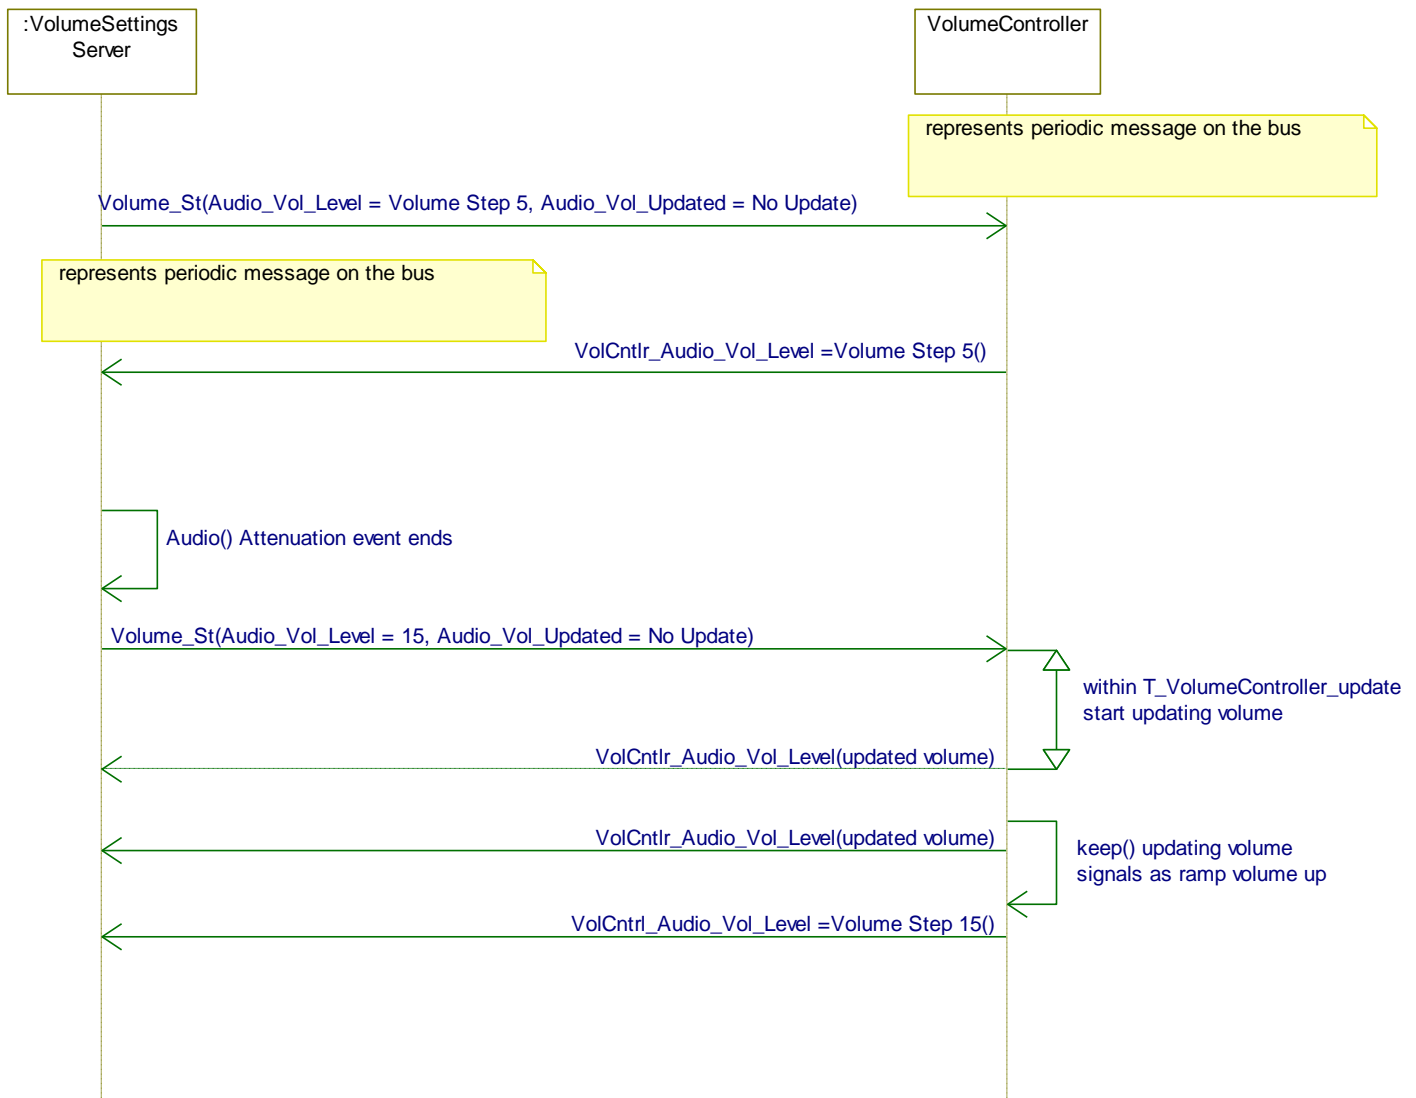 :VolumeSettings
Server
VolumeController
represents periodic message on the bus
Volume_St(Audio_Vol_Level = Volume Step 5, Audio_Vol_Updated = No Update)
represents periodic message on the bus
VolCntlr_Audio_Vol_Level =Volume Step 5()
Audio() Attenuation event ends
Volume_St(Audio_Vol_Level = 15, Audio_Vol_Updated = No Update)
within T_VolumeController_update
start updating volume
VolCntlr_Audio_Vol_Level(updated volume)
VolCntlr_Audio_Vol_Level(updated volume)
keep() updating volume
signals as ramp volume up
VolCntrl_Audio_Vol_Level =Volume Step 15()